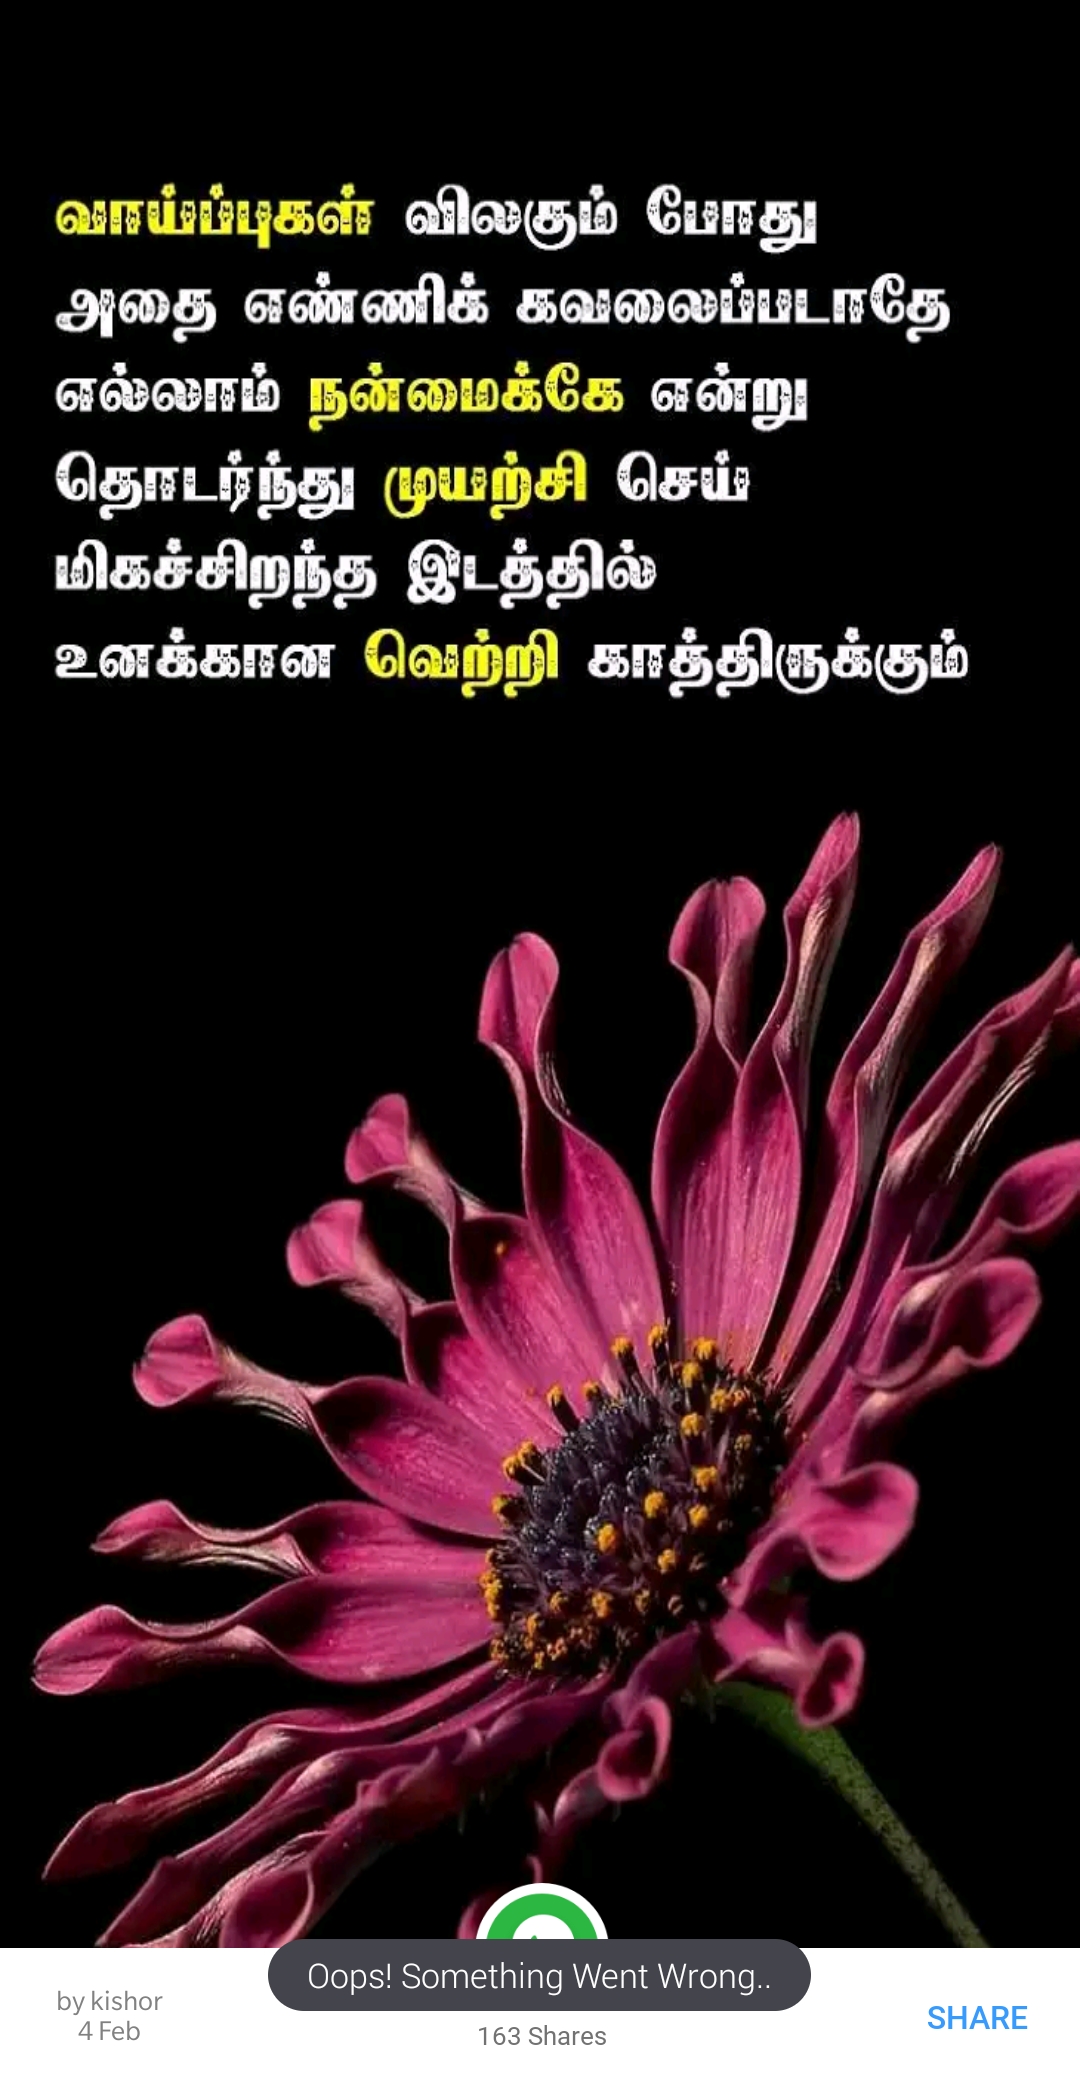 வாய்ப்புகள் விலகும் போது
அதை எண்ணிக் கவலைப்படாதே
எல்லாம் நன்மைக்கே என்று
தொடர்ந்து முயற்சி செய்
மிகச்சிறந்த இடத்தில்
உனக்கான வெற்றி காத்திருக்கும்
Oops! Something Went Wrong..
by kishor
4 Feb
163 Shares
SHARE